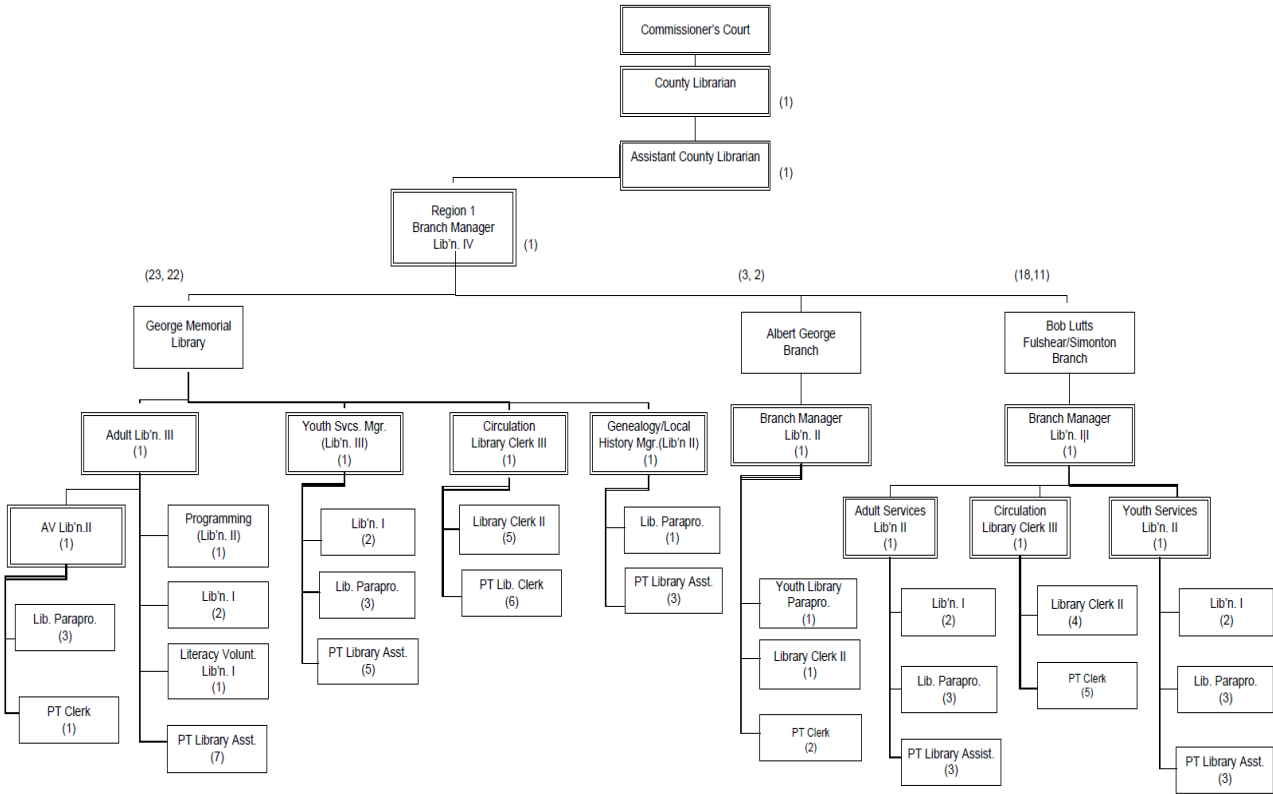 Commissioner's Court
County Librarian
(1)
Assistant County Librarian
(1)
Region 1
Branch Manager
Lib'n. IV
(1)
(23, 22)
(3, 2)
(18,11)
George Memorial
Library
Albert George
Branch
Bob Lutts
Fulshear/Simonton
Branch
Adult Lib'n. III
(1)
Youth Svcs. Mgr.
(Lib'n. III)
(1)
Circulation
Library Clerk III
(1)
Genealogy/Local
History Mgr.(Lib'n II)
(1)
Branch Manager
Lib'n. II
(1)
Branch Manager
Lib'n. I|I
(1)
AV Lib'n.II
(1)
Lib. Parapro.
(3)
PT Clerk
(1)
Programming
(Lib'n. II)
(1)
Lib'n. I
(2)
Literacy Volunt.
Lib'n. I
(1)
PT Library Asst.
(7)
Lib'n. I
(2)
Lib. Parapro.
(3)
PT Library Asst.
(5)
Library Clerk II
(5)
PT Lib. Clerk
(6)
Lib. Parapro.
(1)
PT Library Asst.
(3)
Youth Library
Parapro.
(1)
Library Clerk II
(1)
PT Clerk
(2)
Adult Services
Lib'n II
(1)
Lib'n. I
(2)
Lib. Parapro.
(3)
PT Library Assist.
(3)
Circulation
Library Clerk III
(1)
Library Clerk II
(4)
PT Clerk
(5)
Youth Services
Lib'n. II
(1)
Lib'n. I
(2)
Lib. Parapro.
(3)
PT Library Asst.
(3)